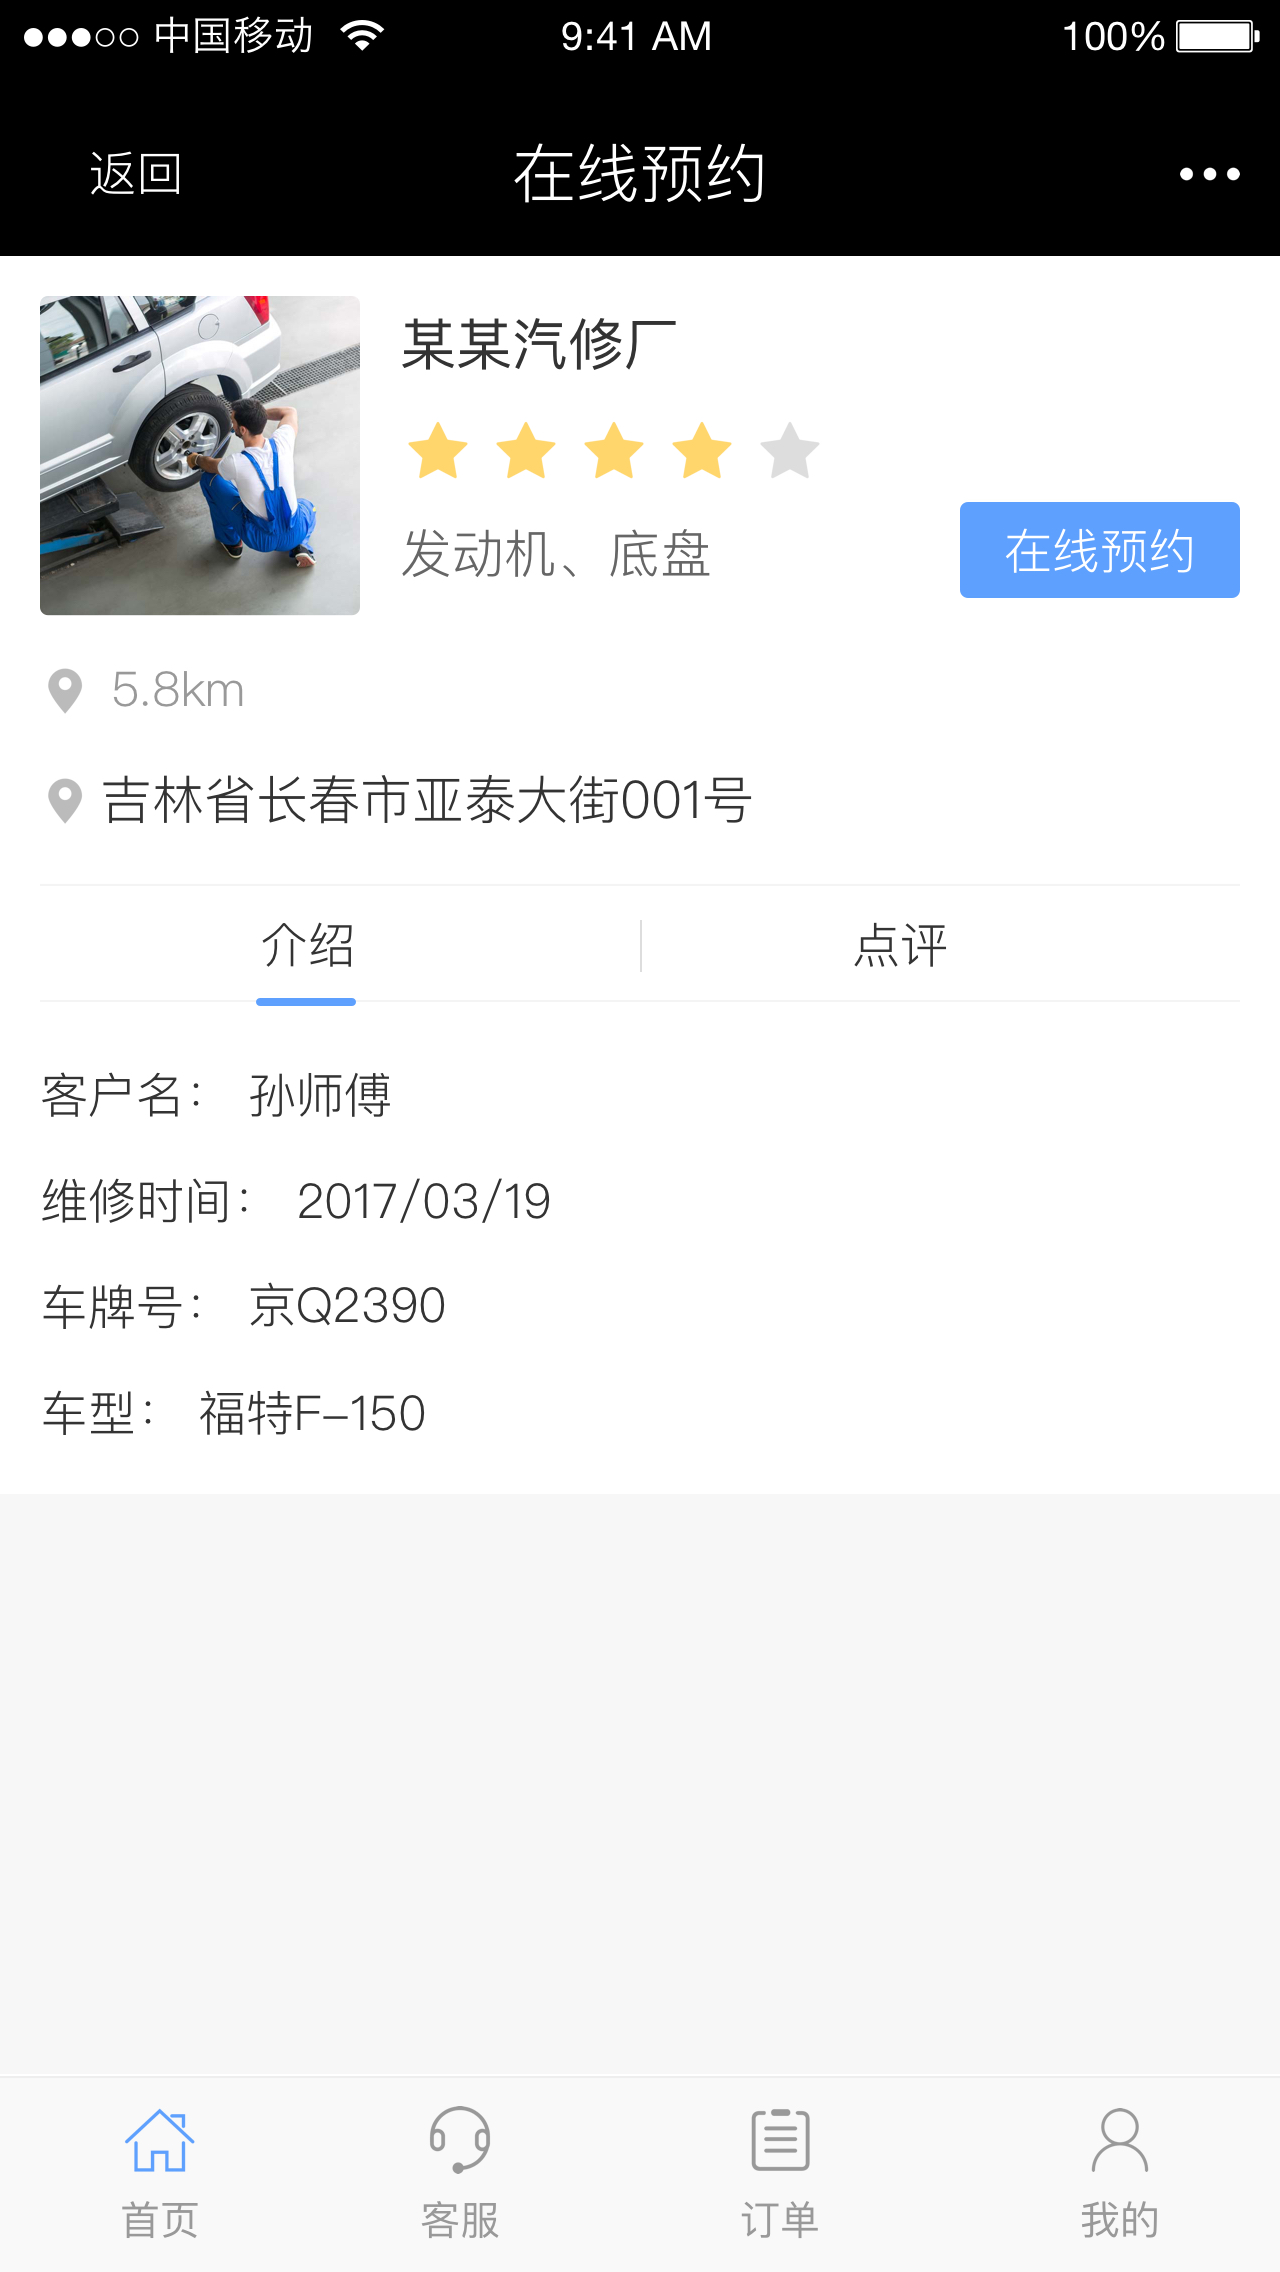 中国移动 9:41 AM 100%
返回 在线预约
某某汽修厂
发动机、底盘 在线预约
5.8km
吉林省长春市亚泰大街001号
介绍 点评
客户名： 孙师傅
维修时间： 2017/03/19
车牌号： 京Q2390
车型： 福特F-150
首页 客服 订单 我的